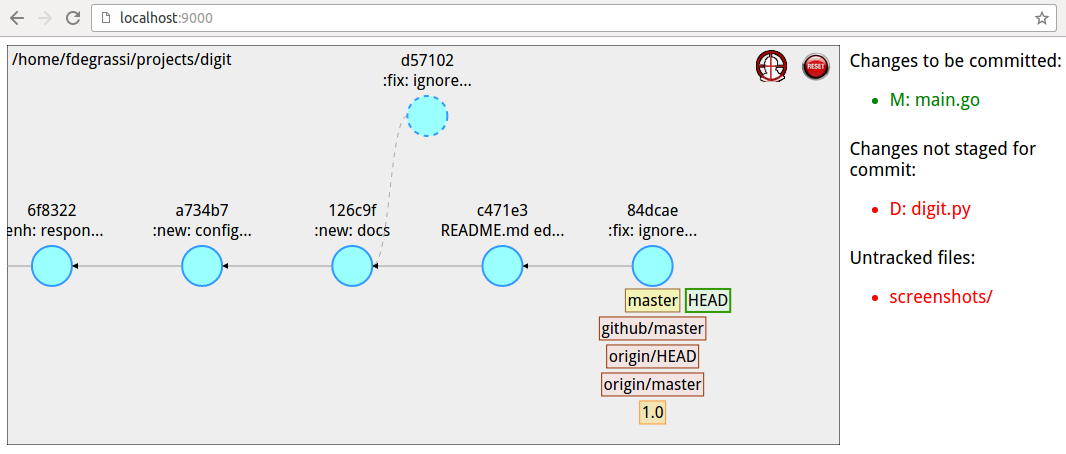 localhost:9000
/home/fdegrassi/projects/digit
RESET
d57102
:fix: ignore...
6f8322
enh: respon...
a734b7
:new: config...
126c9f
:new: docs
c471e3
README.md ed...
84dcae
:fix: ignore...
master HEAD
github/master
origin/HEAD
origin/master
1.0
Changes to be committed:
M: main.go
Changes not staged for
commit:
D: digit.py
Untracked files:
screenshots/